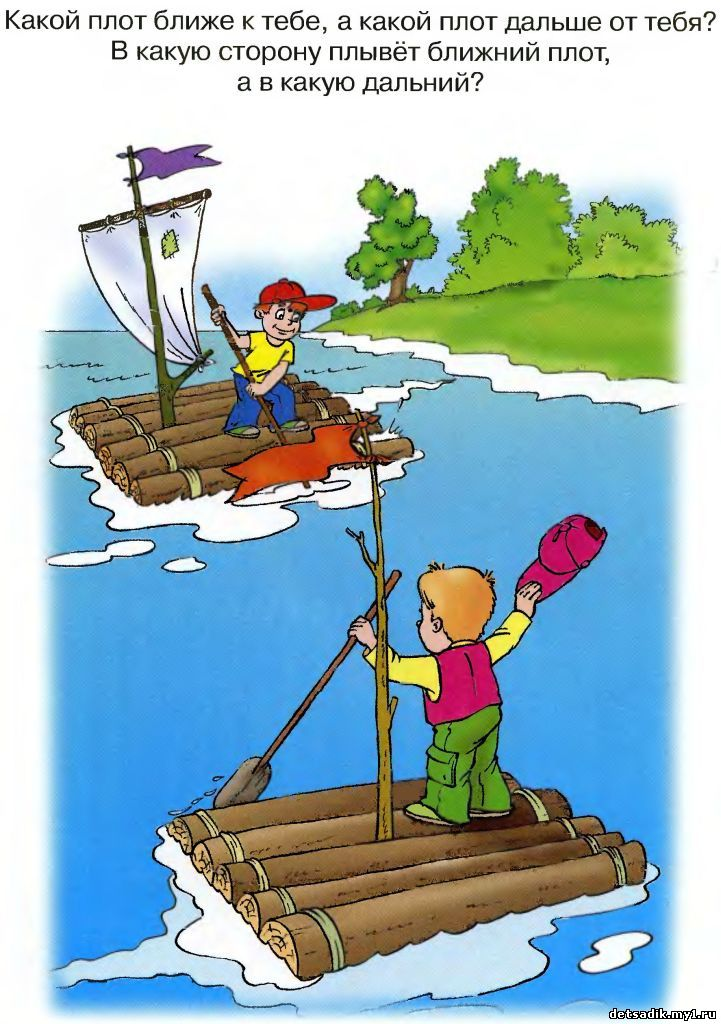 Какой плот ближе к тебе, а какой плот дальше от тебя?
В какую сторону плывёт ближний плот,
а в какую дальний?
detsadik.my1.ru